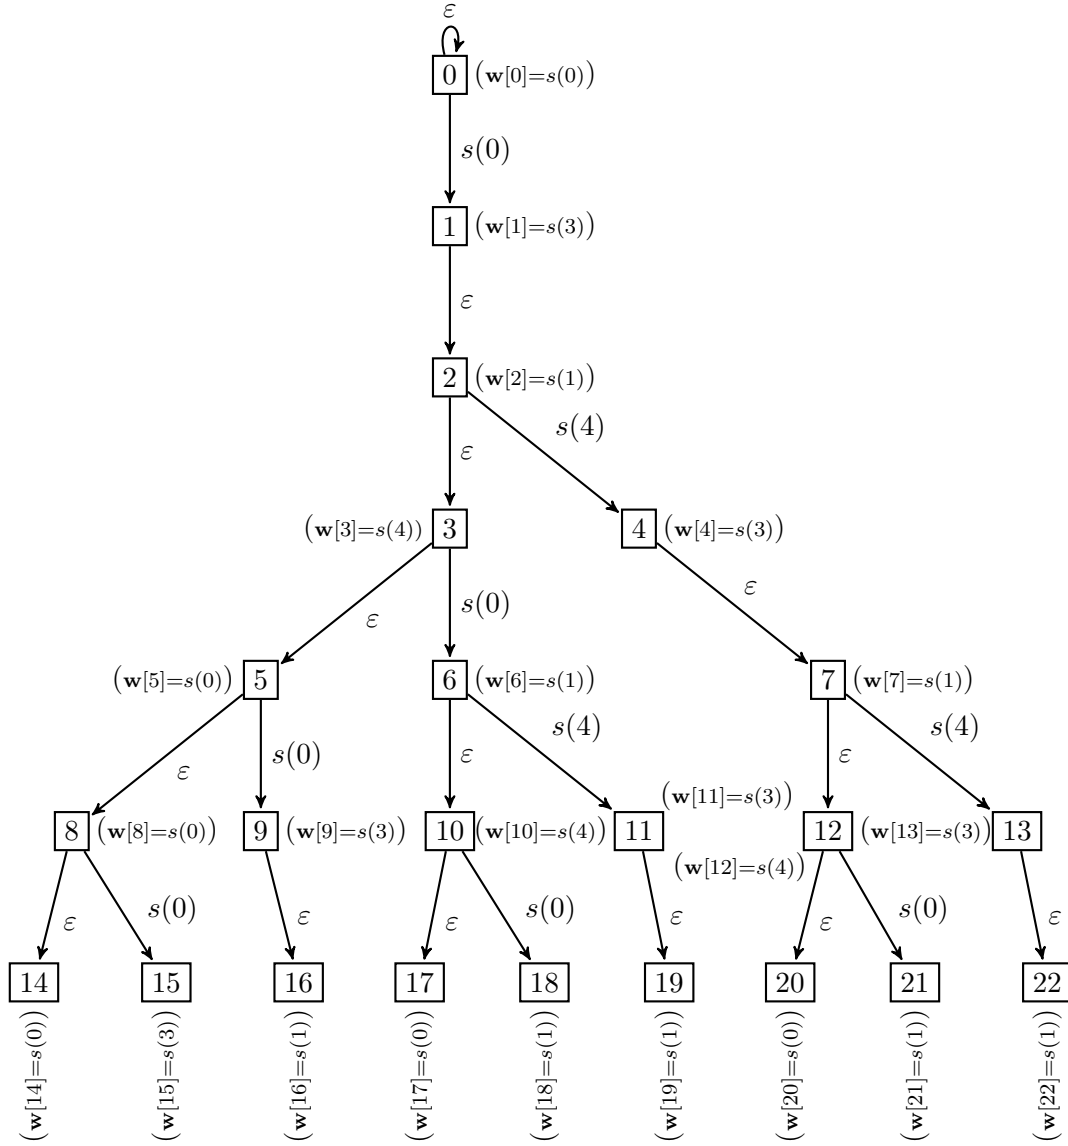 ε
0 (w[0]=s(0))
s(0)
1 (w[1]=s(3))
ε
2 (w[2]=s(1))
ε s(4)
(w[3]=s(4)) 3 4 (w[4]=s(3))
ε s(0) ε
(w[5]=s(0)) 5 6 (w[6]=s(1)) 7 (w[7]=s(1))
ε s(0) ε s(4) ε s(4)
8 (w[8]=s(0)) 9 (w[9]=s(3)) 10 (w[10]=s(4)) 11 (w[11]=s(3)) (w[12]=s(4)) 12 (w[13]=s(3)) 13
ε s(0) ε ε s(0) ε ε s(0) ε
14 15 16 17 18 19 20 21 22
(w[14]=s(0))
(w[15]=s(3))
(w[16]=s(1))
(w[17]=s(0))
(w[18]=s(1))
(w[19]=s(1))
(w[20]=s(0))
(w[21]=s(1))
(w[22]=s(1))